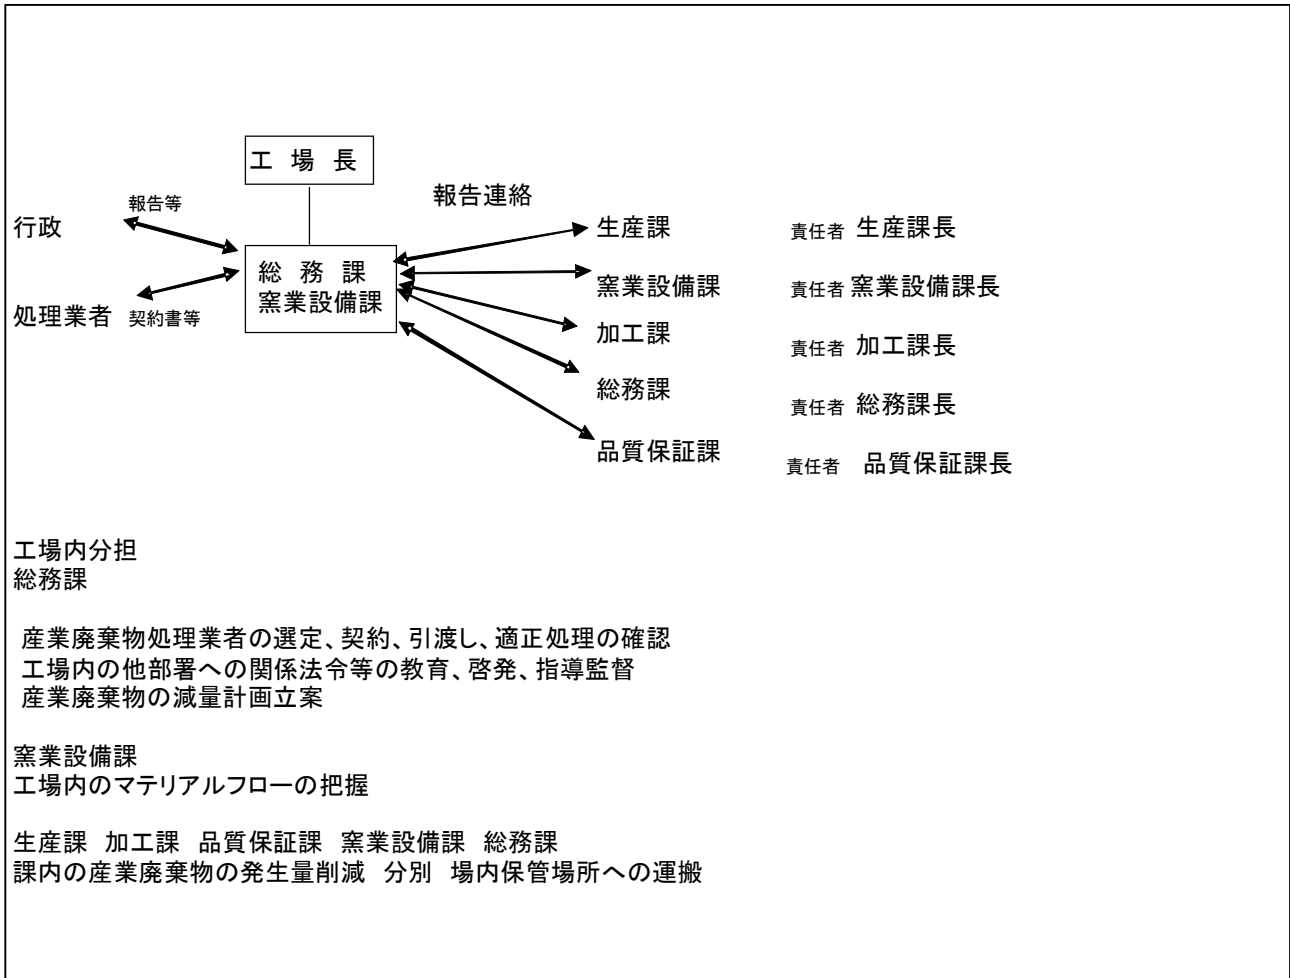 工 場 長
報告連絡
報告等
行政
生産課 責任者 生産課長
総 務 課
窯業設備課
窯業設備課 責任者 窯業設備課長
処理業者 契約書等
加工課 責任者 加工課長
総務課 責任者 総務課長
品質保証課 責任者 品質保証課長
工場内分担
総務課
産業廃棄物処理業者の選定、契約、引渡し、適正処理の確認
工場内の他部署への関係法令等の教育、啓発、指導監督
産業廃棄物の減量計画立案
窯業設備課
工場内のマテリアルフローの把握
生産課 加工課 品質保証課 窯業設備課 総務課
課内の産業廃棄物の発生量削減 分別 場内保管場所への運搬